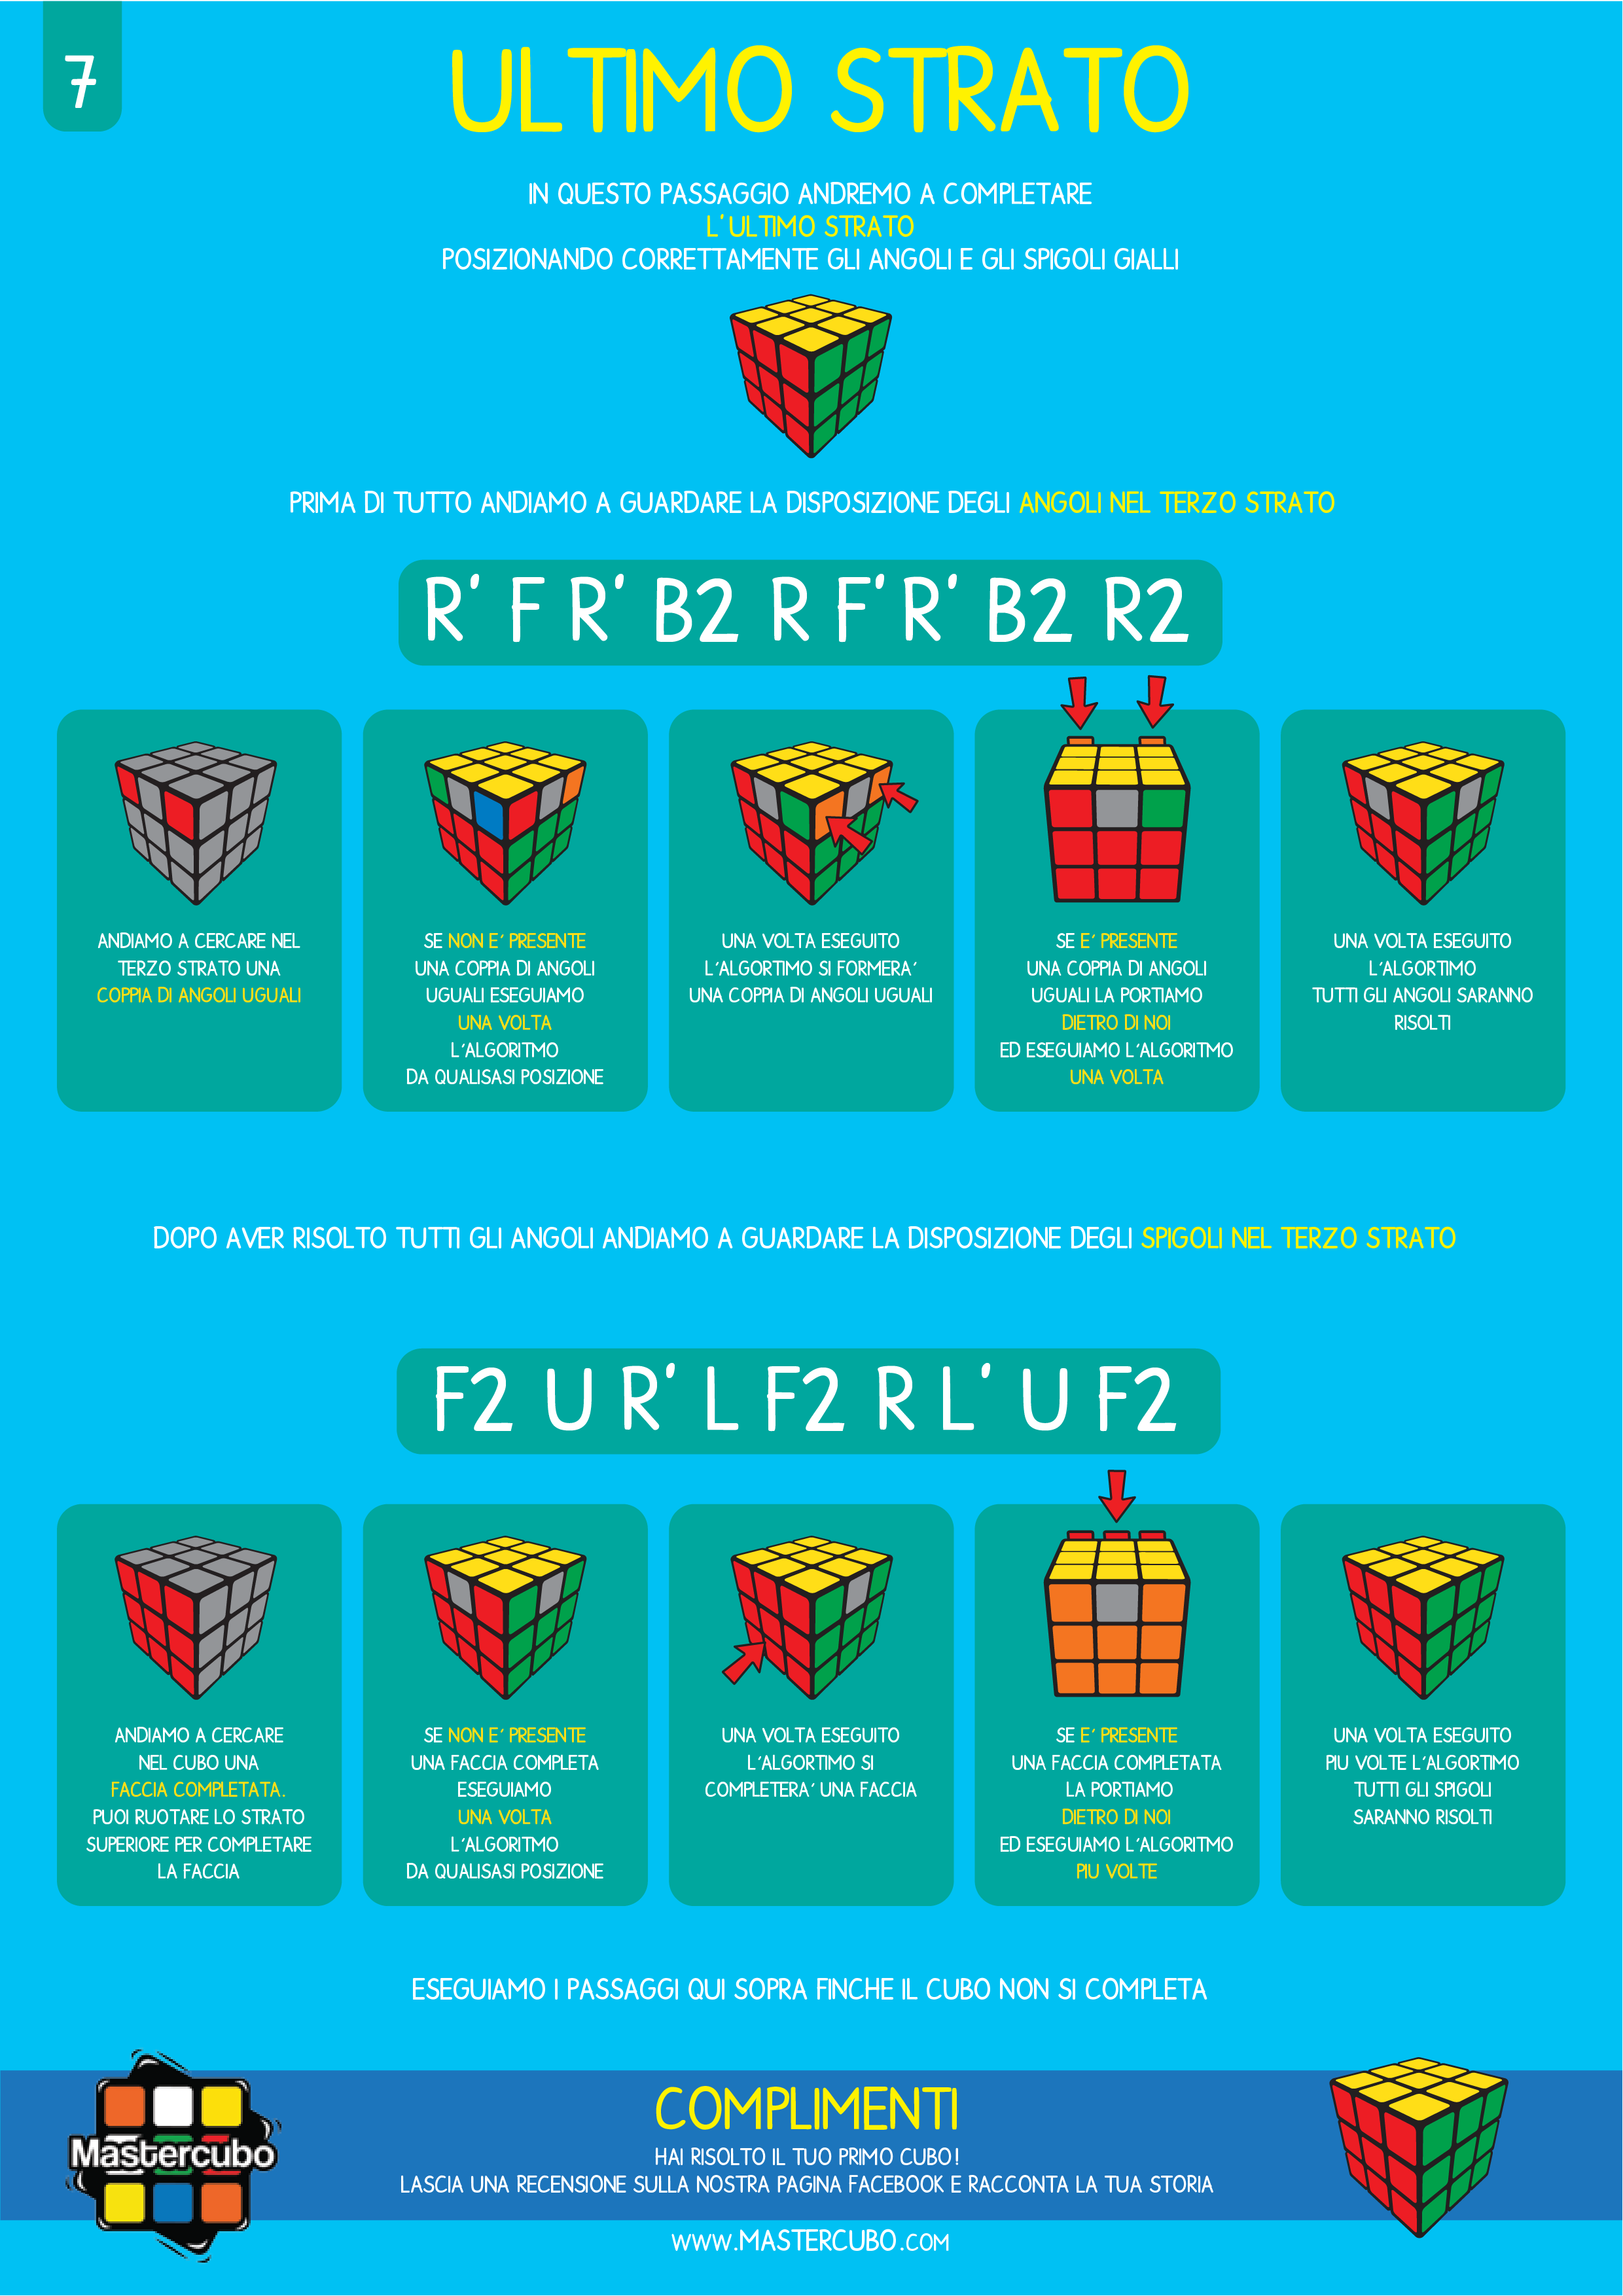 7
ULTIMO STRATO
IN QUESTO PASSAGGIO ANDREMO A COMPLETARE
L'ULTIMO STRATO
POSIZIONANDO CORRETTAMENTE GLI ANGOLI E GLI SPIGOLI GIALLI
PRIMA DI TUTTO ANDIAMO A GUARDARE LA DISPOSIZIONE DEGLI ANGOLI NEL TERZO STRATO
R' F R' B2 R F' R' B2 R2
ANDIAMO A CERCARE NEL
TERZO STRATO UNA
COPPIA DI ANGOLI UGUALI
SE NON E' PRESENTE
UNA COPPIA DI ANGOLI
UGUALI ESEGUIAMO
UNA VOLTA
L'ALGORITMO
DA QUALISASI POSIZIONE
UNA VOLTA ESEGUITO
L'ALGORTIMO SI FORMERA'
UNA COPPIA DI ANGOLI UGUALI
SE E' PRESENTE
UNA COPPIA DI ANGOLI
UGUALI LA PORTIAMO
DIETRO DI NOI
ED ESEGUIAMO L'ALGORITMO
UNA VOLTA
UNA VOLTA ESEGUITO
L'ALGORTIMO
TUTTI GLI ANGOLI SARANNO
RISOLTI
DOPO AVER RISOLTO TUTTI GLI ANGOLI ANDIAMO A GUARDARE LA DISPOSIZIONE DEGLI SPIGOLI NEL TERZO STRATO
F2 U R' L F2 R L' U F2
ANDIAMO A CERCARE
NEL CUBO UNA
FACCIA COMPLETATA.
PUOI RUOTARE LO STRATO
SUPERIORE PER COMPLETARE
LA FACCIA
SE NON E' PRESENTE
UNA FACCIA COMPLETA
ESEGUIAMO
UNA VOLTA
L'ALGORITMO
DA QUALISASI POSIZIONE
UNA VOLTA ESEGUITO
L'ALGORTIMO SI
COMPLETERA' UNA FACCIA
SE E' PRESENTE
UNA FACCIA COMPLETATA
LA PORTIAMO
DIETRO DI NOI
ED ESEGUIAMO L'ALGORITMO
PIU VOLTE
UNA VOLTA ESEGUITO
PIU VOLTE L'ALGORTIMO
TUTTI GLI SPIGOLI
SARANNO RISOLTI
ESEGUIAMO I PASSAGGI QUI SOPRA FINCHE IL CUBO NON SI COMPLETA
Mastercubo
COMPLIMENTI
HAI RISOLTO IL TUO PRIMO CUBO!
LASCIA UNA RECENSIONE SULLA NOSTRA PAGINA FACEBOOK E RACCONTA LA TUA STORIA
WWW.MASTERCUBO.COM